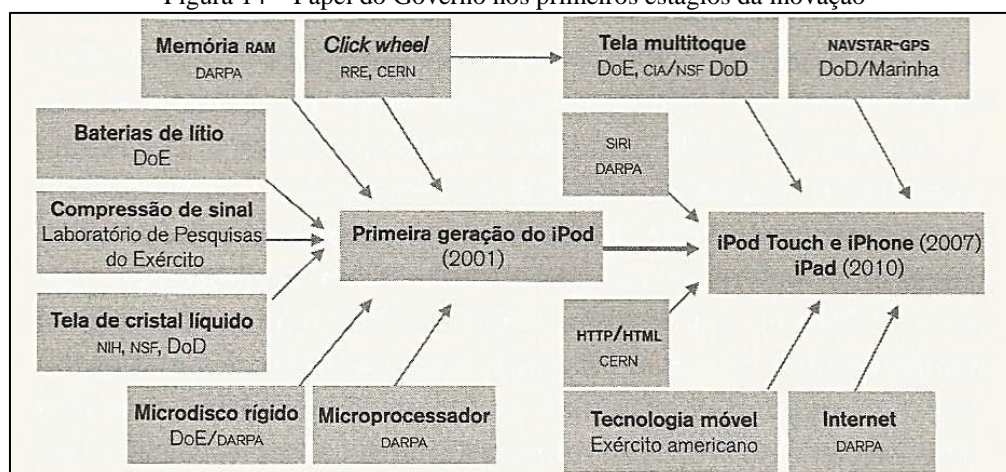 Figura 14 – Papel do Governo nos primeiros estágios da inovação
Memória RAM
DARPA
Click wheel
RRE, CERN
Tela multitoque
DoE, CIA/NSF DoD
NAVSTAR-GPS
DoD/Marinha
Baterias de lítio
DoE
SIRI
DARPA
Compressão de sinal
Laboratório de Pesquisas
do Exército
Primeira geração do iPod
(2001)
iPod Touch e iPhone (2007)
iPad (2010)
Tela de cristal líquido
NIH, NSF, DoD
HTTP/HTML
CERN
Microdisco rígido
DoE/DARPA
Microprocessador
DARPA
Tecnologia móvel
Exército americano
Internet
DARPA